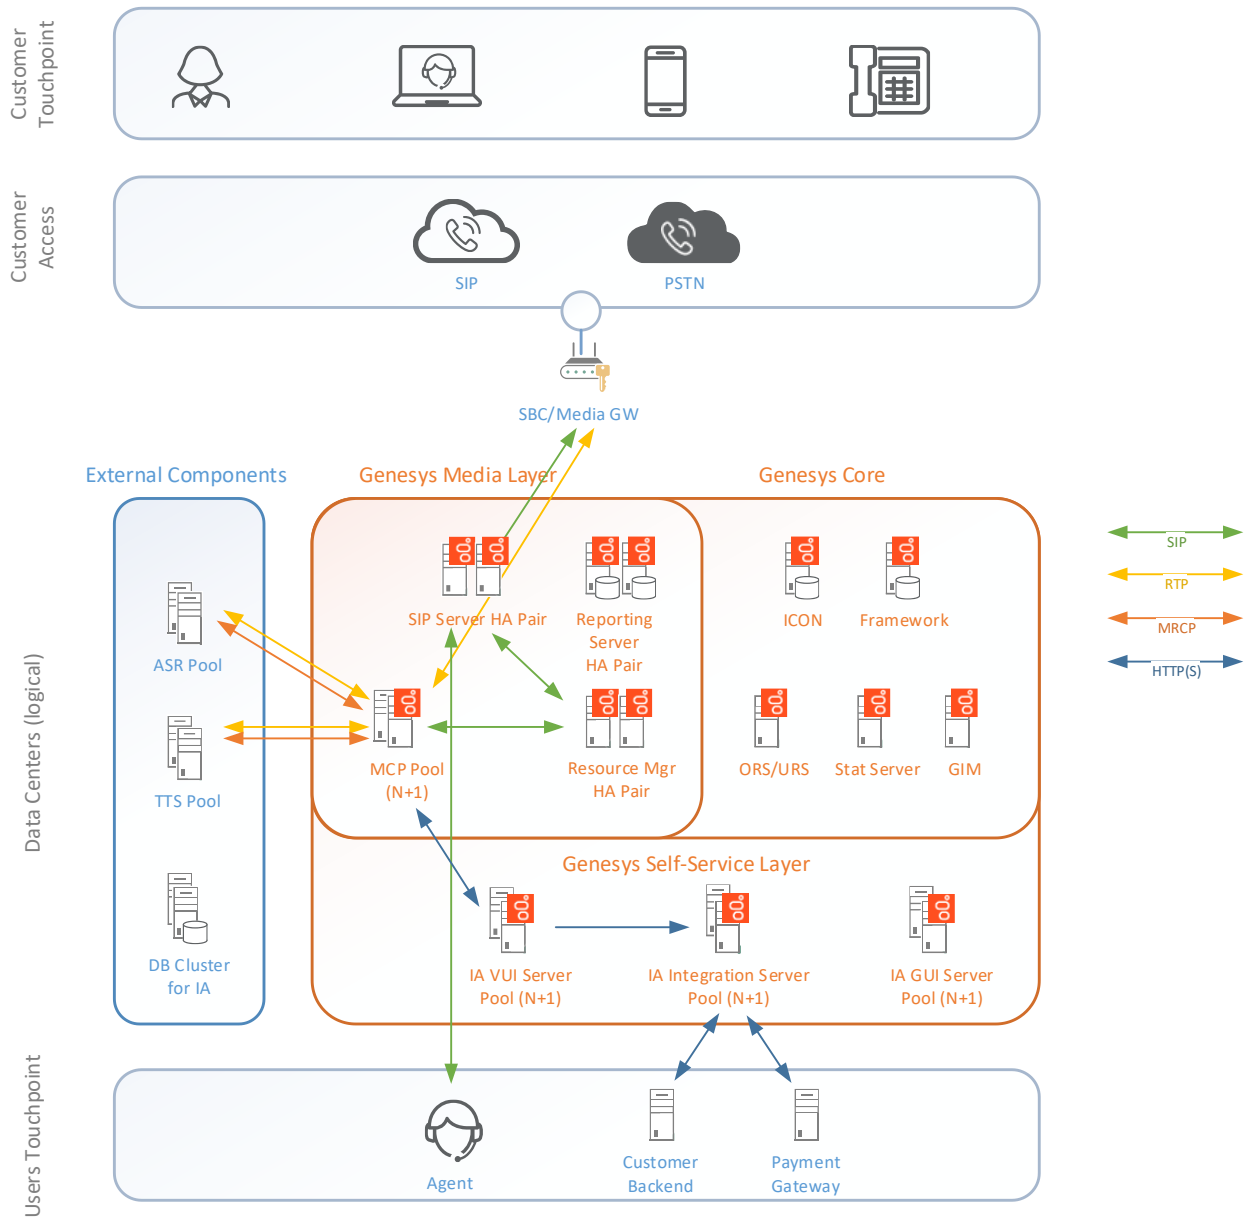 Customer
Touchpoint
Customer
Access
SIP
PSTN
SBC/Media GW
External Components
Genesys Media Layer
Genesys Core
SIP
RTP
MRCP
HTTP(S)
Data Centers (logical)
SIP Server HA Pair
Reporting
Server
HA Pair
ICON
Framework
ASR Pool
MCP Pool
(N+1)
Resource Mgr
HA Pair
ORS/URS
Stat Server
GIM
TTS Pool
Genesys Self-Service Layer
DB Cluster
for IA
IA VUI Server
Pool (N+1)
IA Integration Server
Pool (N+1)
IA GUI Server
Pool (N+1)
Users Touchpoint
Agent
Customer
Backend
Payment
Gateway